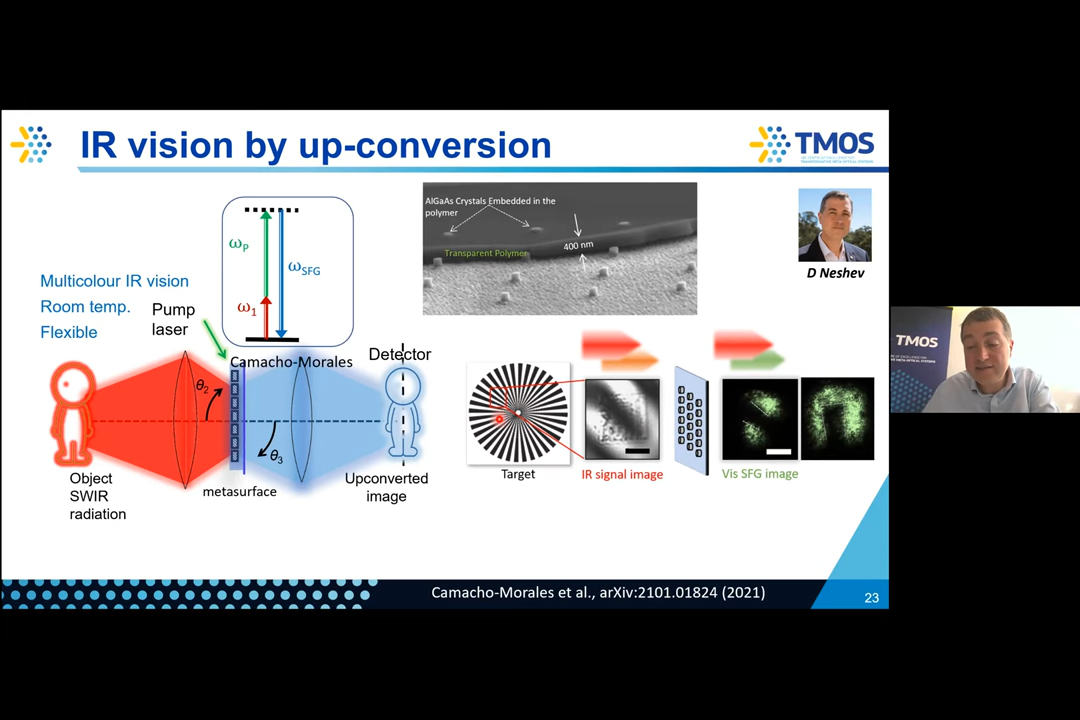 IR vision by up-conversion
TMOS
AlGaAs Crystals Embedded in the
polymer
Transparent Polymer
400 nm
D Neshev
ωP
ωSFG
ω1
Multicolour IR vision
Room temp.
Flexible
Pump
laser
Camacho-Morales
Detector
θ2
θ3
Object
SWIR
radiation
metasurface
Upconverted
image
Target
IR signal image
Vis SFG image
Camacho-Morales et al., arXiv:2101.01824 (2021)
23
TMOS